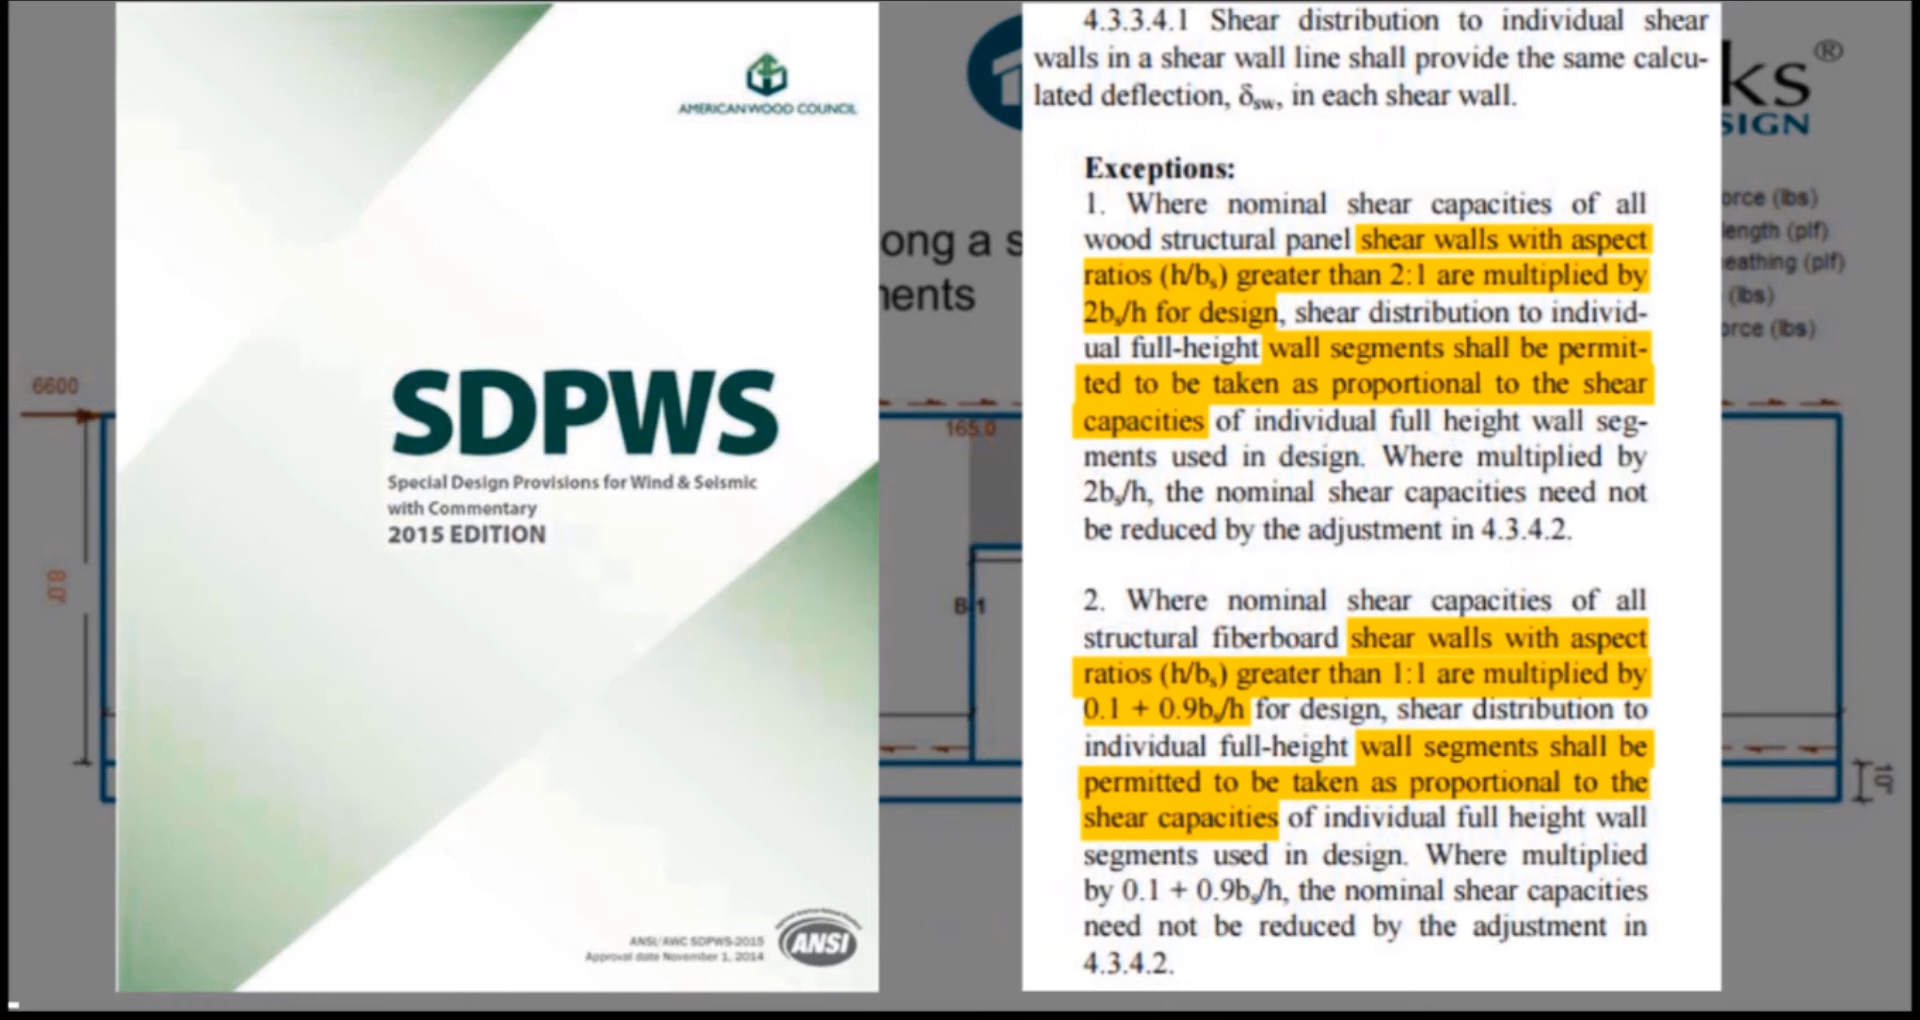 AMERICAN WOOD COUNCIL
SDPWS
Special Design Provisions for Wind & Seismic
with Commentary
2015 EDITION
ANSI/AWC SDPWS-2015
Approval date November 1, 2014
ANSI
4.3.3.4.1 Shear distribution to individual shear
walls in a shear wall line shall provide the same calcu-
lated deflection, δsw, in each shear wall.
Exceptions:
1. Where nominal shear capacities of all
wood structural panel shear walls with aspect
ratios (h/bs) greater than 2:1 are multiplied by
2bs/h for design, shear distribution to individ-
ual full-height wall segments shall be permit-
ted to be taken as proportional to the shear
capacities of individual full height wall seg-
ments used in design. Where multiplied by
2bs/h, the nominal shear capacities need not
be reduced by the adjustment in 4.3.4.2.
2. Where nominal shear capacities of all
structural fiberboard shear walls with aspect
ratios (h/bs) greater than 1:1 are multiplied by
0.1 + 0.9bs/h for design, shear distribution to
individual full-height wall segments shall be
permitted to be taken as proportional to the
shear capacities of individual full height wall
segments used in design. Where multiplied
by 0.1 + 0.9bs/h, the nominal shear capacities
need not be reduced by the adjustment in
4.3.4.2.
ks®
SIGN
orce (lbs)
length (plf)
eathing (plf)
(lbs)
orce (lbs)
ong a s
ents
6600
165.0